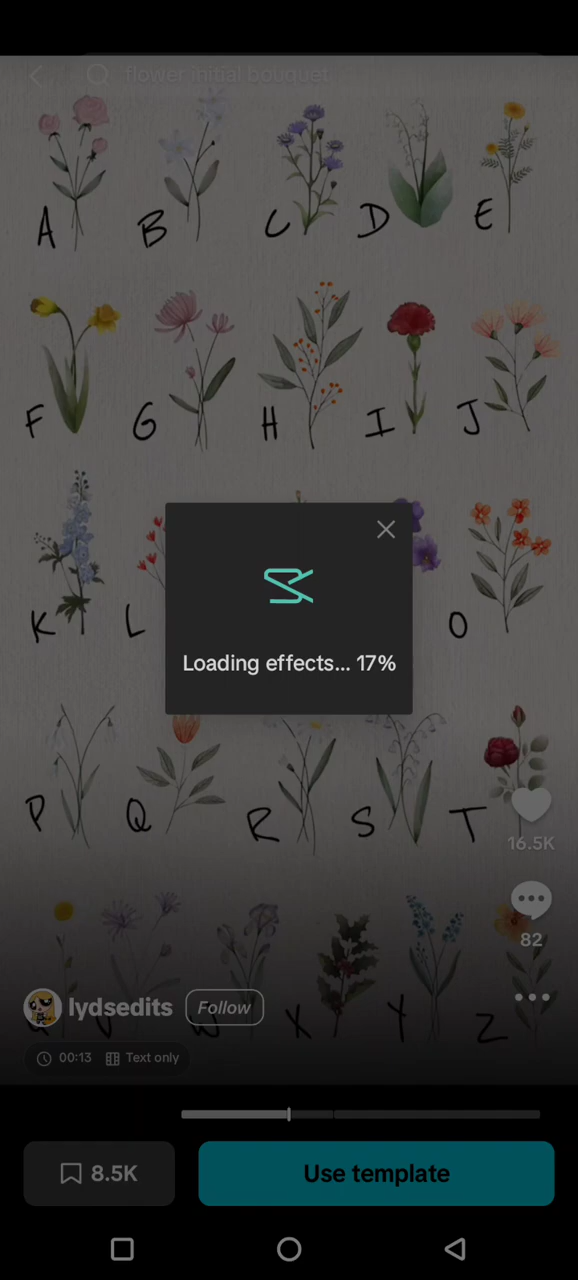 flower initial bouquet
A B C D E
F G H I J
K L O
Loading effects... 17%
P Q R S T
16.5K
82
lydsedits Follow
W X Y Z
00:13 Text only
8.5K Use template